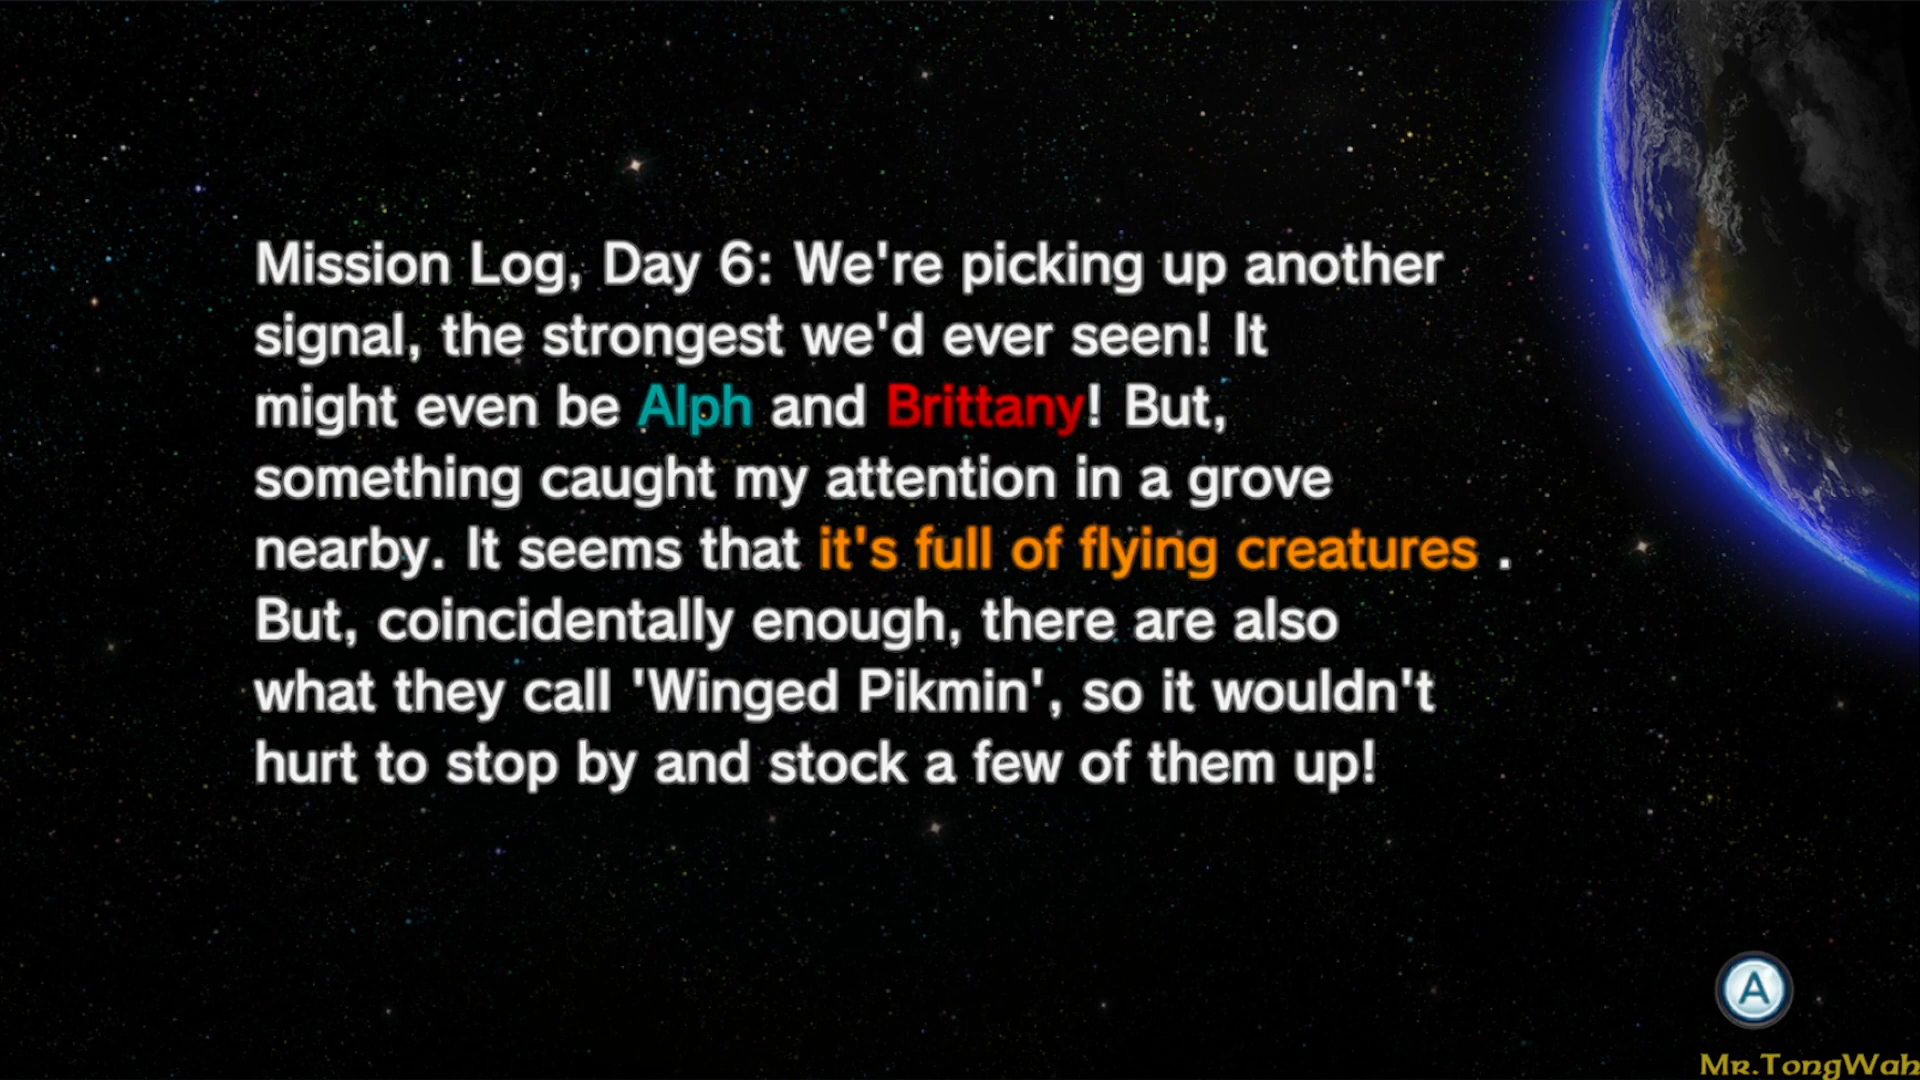 Mission Log, Day 6: We're picking up another
signal, the strongest we'd ever seen! It
might even be Alph and Brittany! But,
something caught my attention in a grove
nearby. It seems that it's full of flying creatures .
But, coincidentally enough, there are also
what they call 'Winged Pikmin', so it wouldn't
hurt to stop by and stock a few of them up!
A
Mr.TongWah